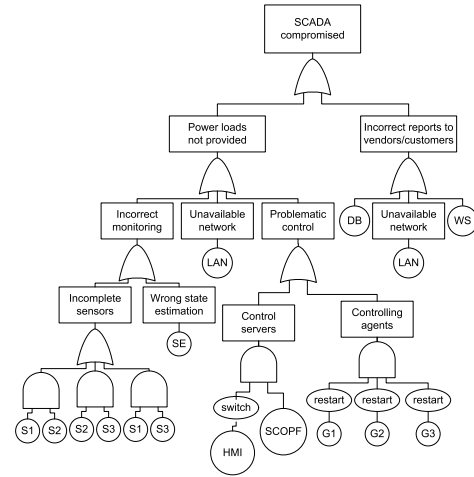 SCADA
compromised
Power loads
not provided
Incorrect reports to
vendors/customers
Incorrect
monitoring
Unavailable
network
Problematic
control
DB
Unavailable
network
WS
LAN
LAN
Incomplete
sensors
Wrong state
estimation
Control
servers
Controlling
agents
SE
switch
restart
restart
restart
S1
S2
S2
S3
S1
S3
HMI
SCOPF
G1
G2
G3